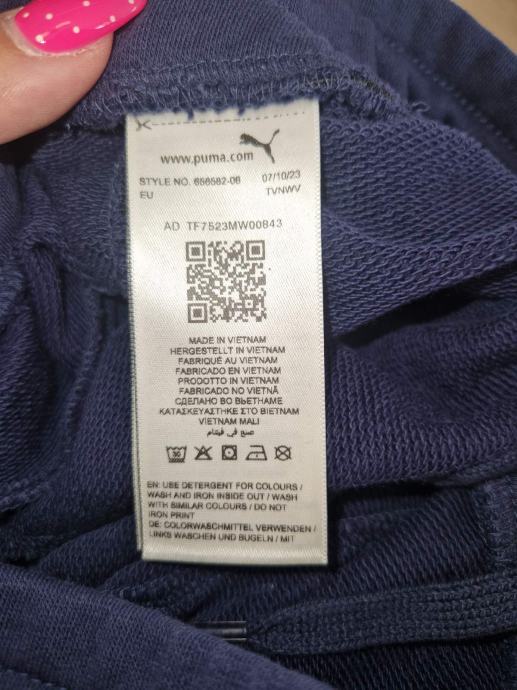 www.puma.com
STYLE NO. 656582-06 07/10/23
EU TVNWV
AD TF7523MW00843
MADE IN VIETNAM
HERGESTELLT IN VIETNAM
FABRIQUÉ AU VIETNAM
FABRICADO EN VIETNAM
PRODOTTO IN VIETNAM
FABRICADO NO VIETNÃ
СДЕЛАНО ВО ВЬЕТНАМЕ
ΚΑΤΑΣΚΕΥΑΣΤΗΚΕ ΣΤΟ ΒΙΕΤΝΑΜ
VIETNAM MALI
صنع في فيتنام
30
EN: USE DETERGENT FOR COLOURS /
WASH AND IRON INSIDE OUT / WASH
WITH SIMILAR COLOURS / DO NOT
IRON PRINT
DE: COLORWASCHMITTEL VERWENDEN /
LINKS WASCHEN UND BÜGELN / MIT